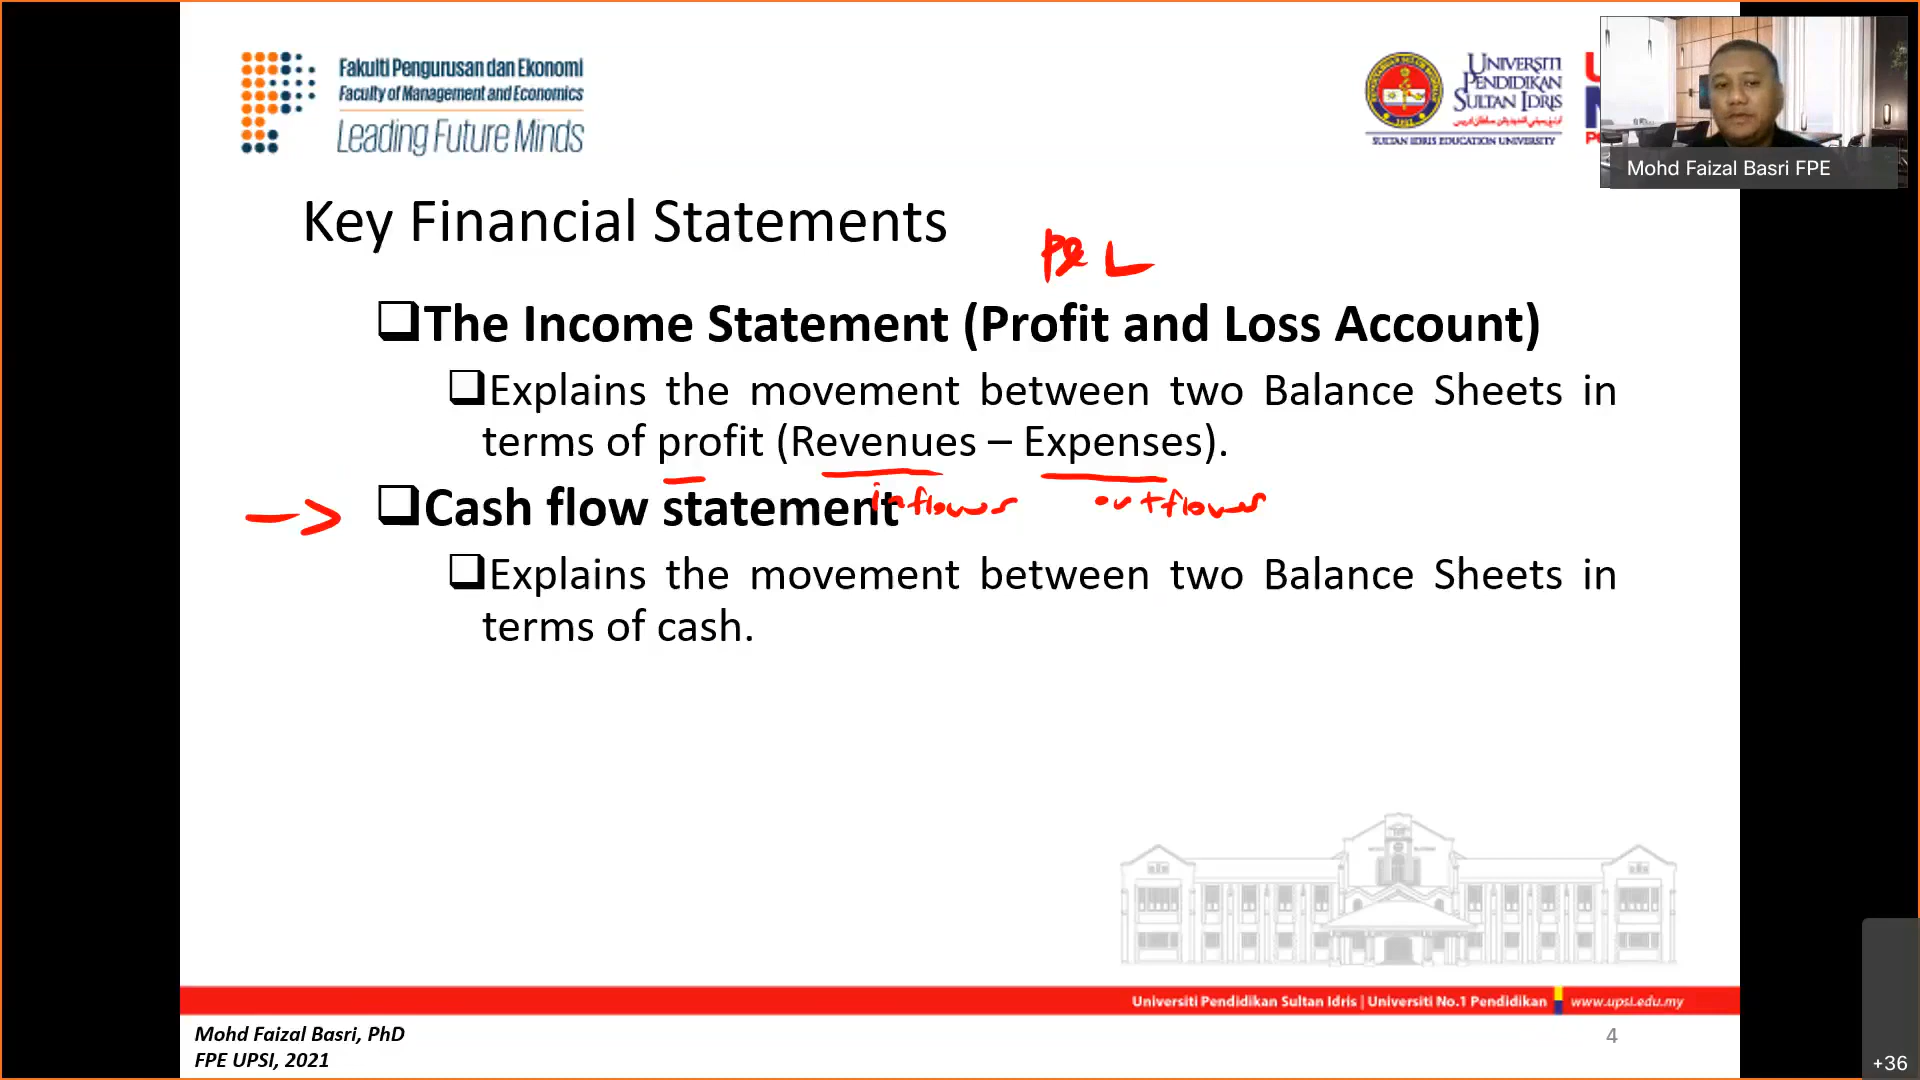 Fakulti Pengurusan dan Ekonomi
Faculty of Management and Economics
Leading Future Minds
UNIVERSITI
PENDIDIKAN
SULTAN IDRIS
SULTAN IDRIS EDUCATION UNIVERSITY
Mohd Faizal Basri FPE
Key Financial Statements
P&L
❑The Income Statement (Profit and Loss Account)
❑Explains the movement between two Balance Sheets in
terms of profit (Revenues – Expenses).
inflower outflower
❑Cash flow statement
❑Explains the movement between two Balance Sheets in
terms of cash.
Universiti Pendidikan Sultan Idris | Universiti No.1 Pendidikan www.upsi.edu.my
Mohd Faizal Basri, PhD
FPE UPSI, 2021
4
+36